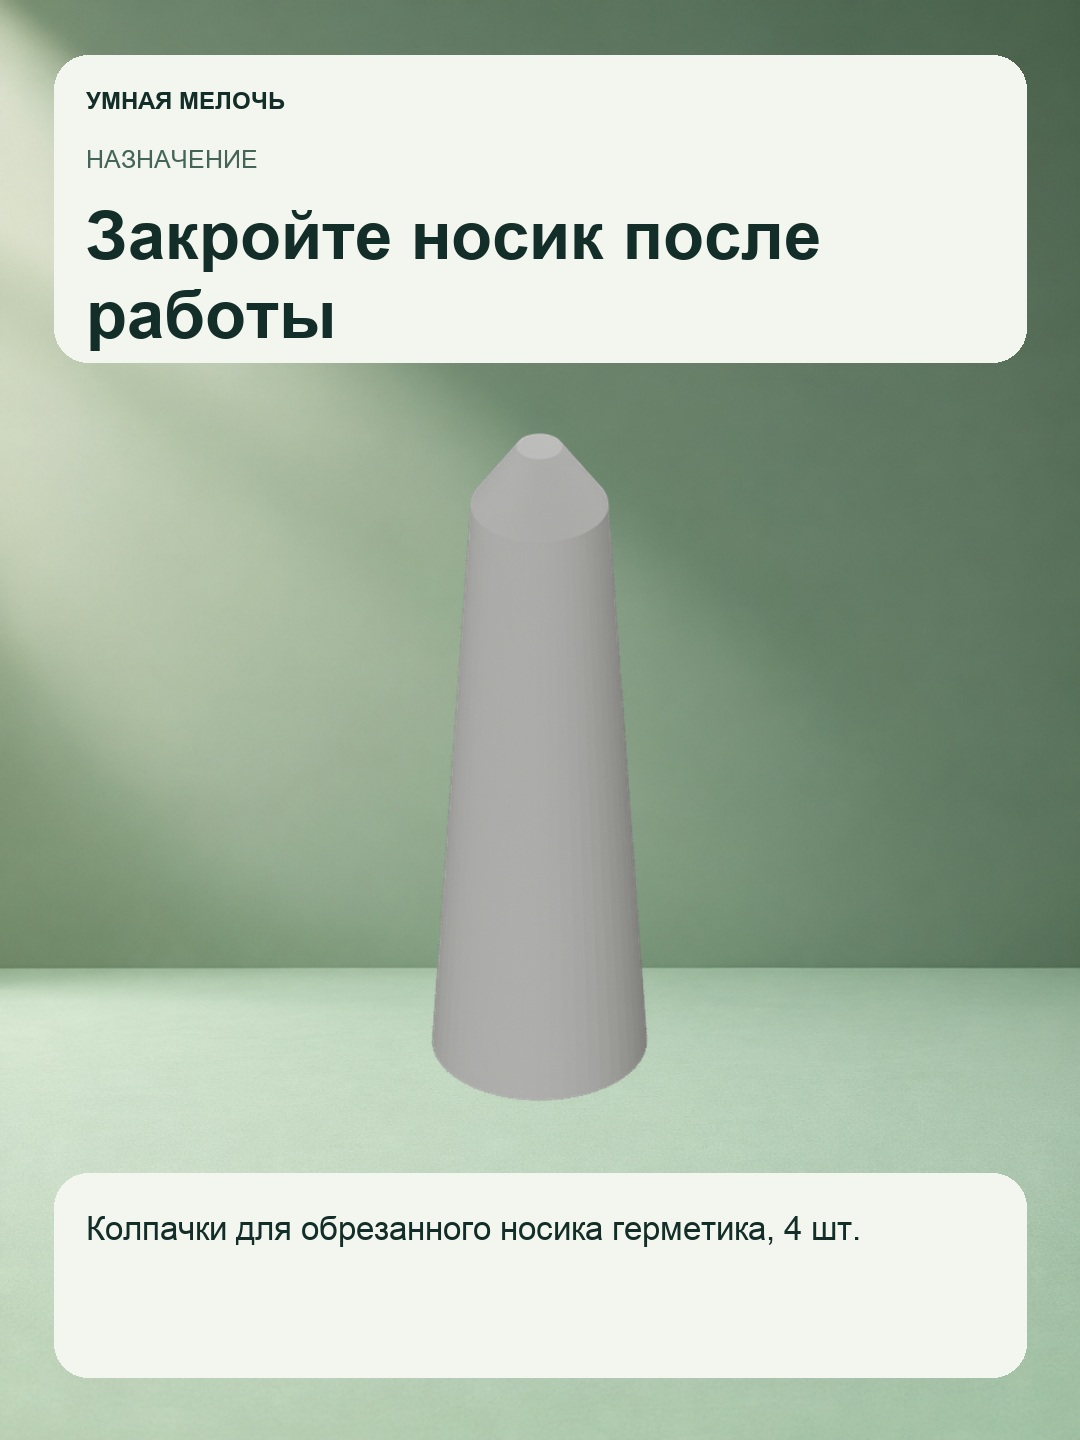 УМНАЯ МЕЛОЧЬ
НАЗНАЧЕНИЕ
Закройте носик после
работы
Колпачки для обрезанного носика герметика, 4 шт.